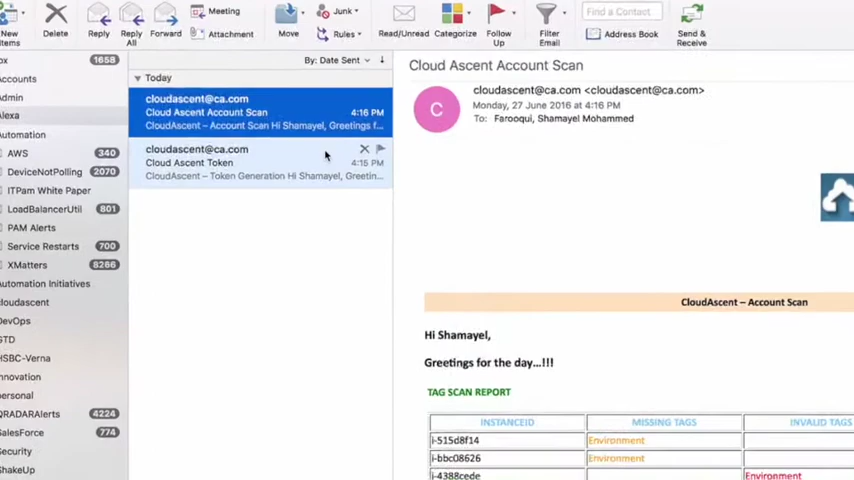 New
Items
Delete
Reply
Reply
All
Forward
Meeting
Attachment
Move
Junk
Rules
Read/Unread
Categorize
Follow
Up
Filter
Email
Find a Contact
Address Book
Send &
Receive
1658
Accounts
Admin
Alexa
Automation
AWS 340
DeviceNotPolling 2070
ITPam White Paper
LoadBalancerUtil 801
PAM Alerts
Service Restarts 700
XMatters 8266
Automation Initiatives
cloudascent
DevOps
GTD
HSBC-Verna
innovation
personal
QRADARAlerts 4224
SalesForce 774
Security
ShakeUp
By: Date Sent
Today
cloudascent@ca.com
Cloud Ascent Account Scan 4:16 PM
CloudAscent – Account Scan Hi Shamayel, Greetings f...
cloudascent@ca.com
Cloud Ascent Token 4:15 PM
CloudAscent – Token Generation Hi Shamayel, Greetin...
Cloud Ascent Account Scan
C
cloudascent@ca.com <cloudascent@ca.com>
Monday, 27 June 2016 at 4:16 PM
To: Farooqui, Shamayel Mohammed
CloudAscent – Account Scan
Hi Shamayel,
Greetings for the day...!!!
TAG SCAN REPORT
INSTANCEID MISSING TAGS INVALID TAGS
i-515d8f14 Environment
i-bbc08626 Environment
i-4388cede Environment